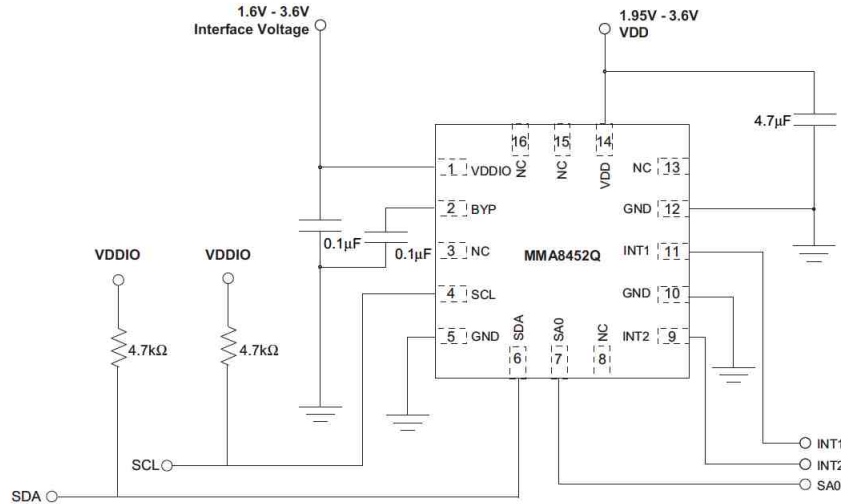 1.6V - 3.6V
Interface Voltage
1.95V - 3.6V
VDD
4.7µF
16
15
14
NC
NC
VDD
1
VDDIO
NC 13
2
BYP
GND
12
0.1µF
0.1µF
3
NC
MMA8452Q
INT1
11
VDDIO
VDDIO
4
SCL
GND
10
5
GND
SDA
SA0
NC
INT2
9
6
7
8
4.7kΩ
4.7kΩ
INT1
SCL
INT2
SDA
SA0